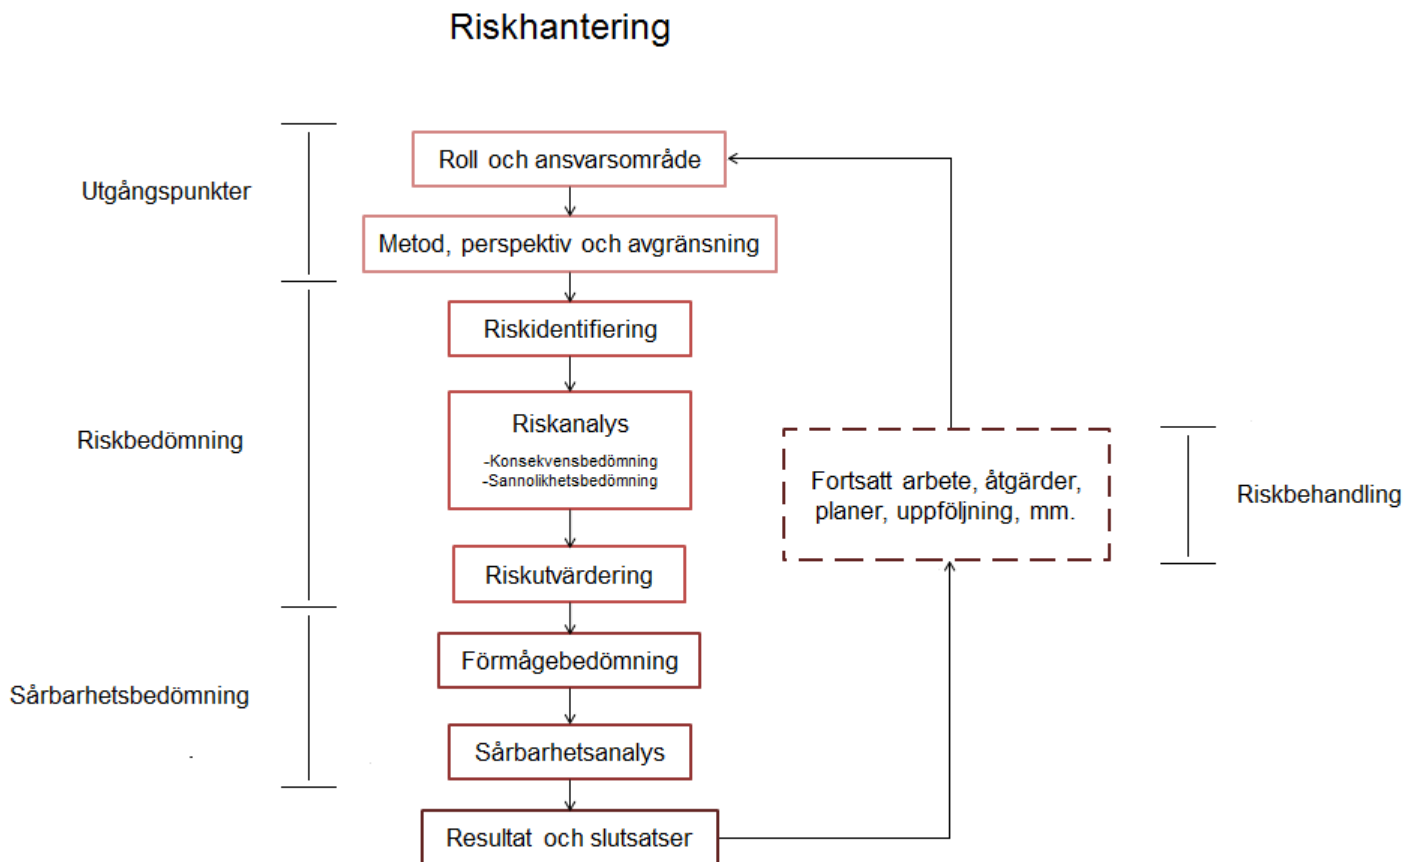 Riskhantering
Utgångspunkter
Roll och ansvarsområde
Metod, perspektiv och avgränsning
Riskbedömning
Riskidentifiering
Riskanalys
-Konsekvensbedömning
-Sannolikhetsbedömning
Riskutvärdering
Sårbarhetsbedömning
Förmågebedömning
Sårbarhetsanalys
Resultat och slutsatser
Fortsatt arbete, åtgärder,
planer, uppföljning, mm.
Riskbehandling